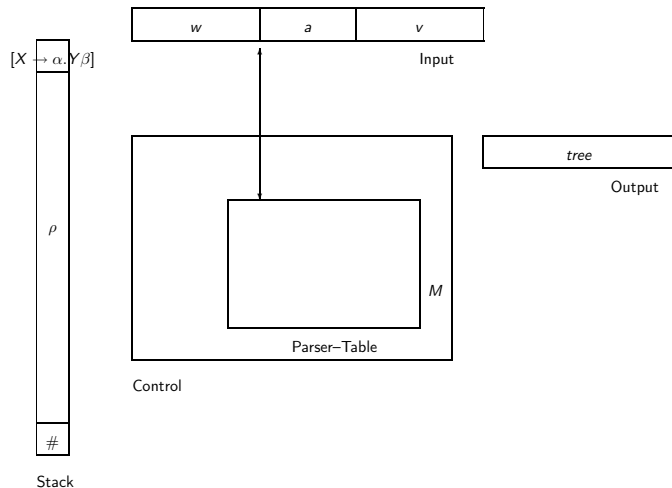 w a v
Input
[X → α.Yβ]
tree
Output
ρ
M
Parser–Table
Control
#
Stack